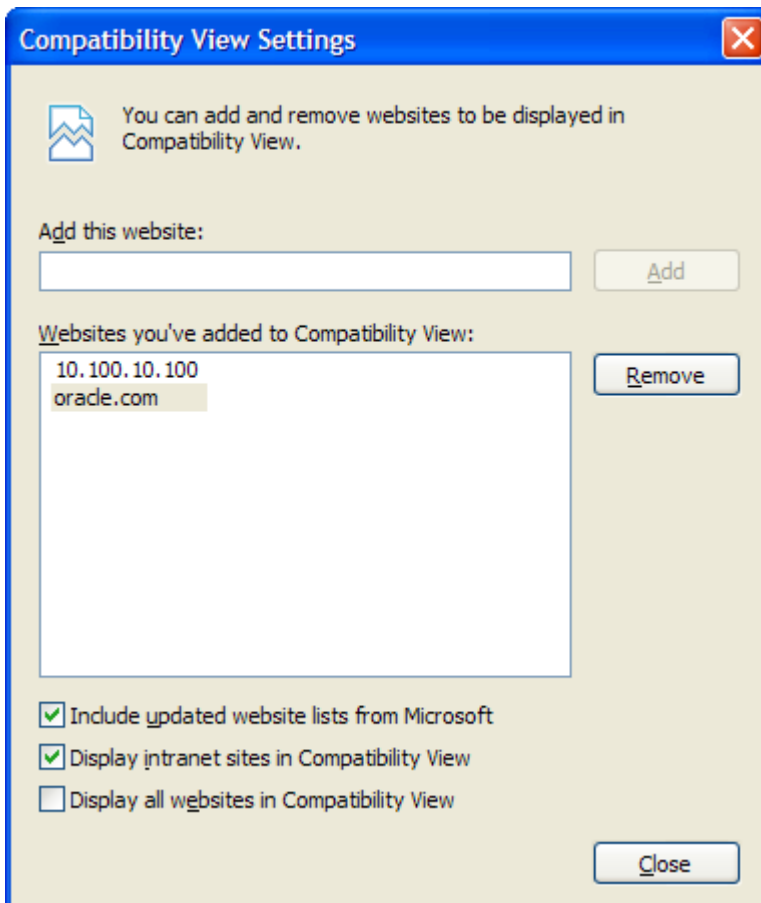 Compatibility View Settings
You can add and remove websites to be displayed in
Compatibility View.
Add this website:
Add
Websites you've added to Compatibility View:
10.100.10.100
Remove
oracle.com
Include updated website lists from Microsoft
Display intranet sites in Compatibility View
Display all websites in Compatibility View
Close